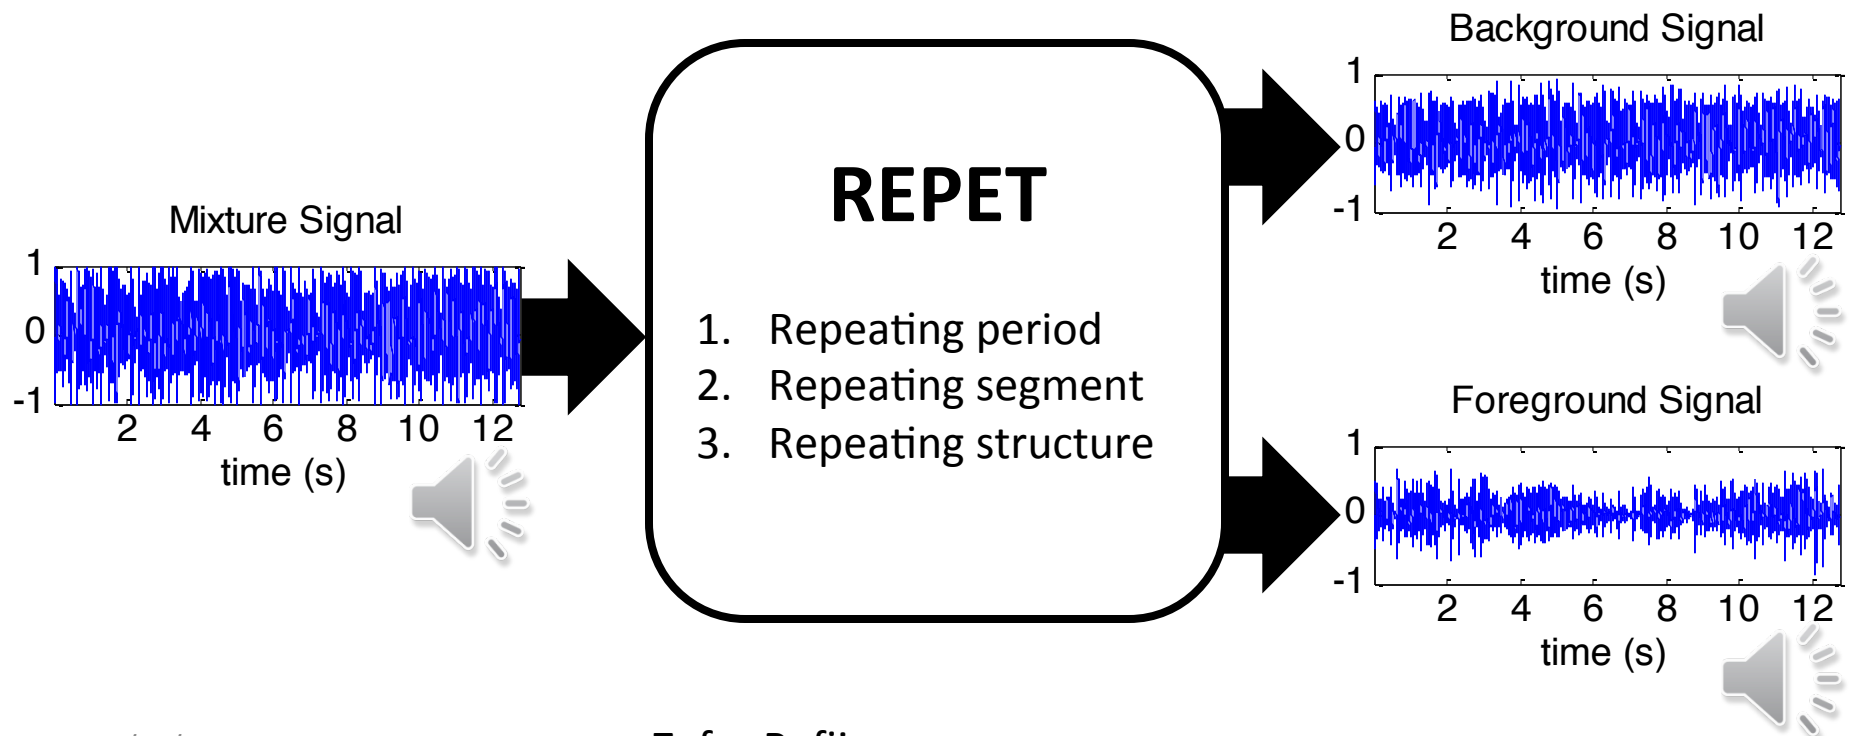 Mixture Signal
1
0
-1
2 4 6 8 10 12
time (s)
REPET
1. Repeating period
2. Repeating segment
3. Repeating structure
Background Signal
1
0
-1
2 4 6 8 10 12
time (s)
Foreground Signal
1
0
-1
2 4 6 8 10 12
time (s)